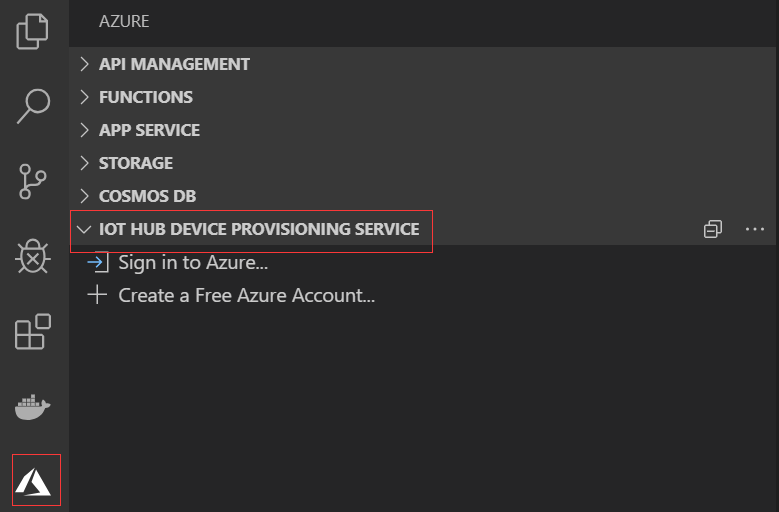 AZURE
API MANAGEMENT
FUNCTIONS
APP SERVICE
STORAGE
COSMOS DB
IOT HUB DEVICE PROVISIONING SERVICE
Sign in to Azure...
Create a Free Azure Account...